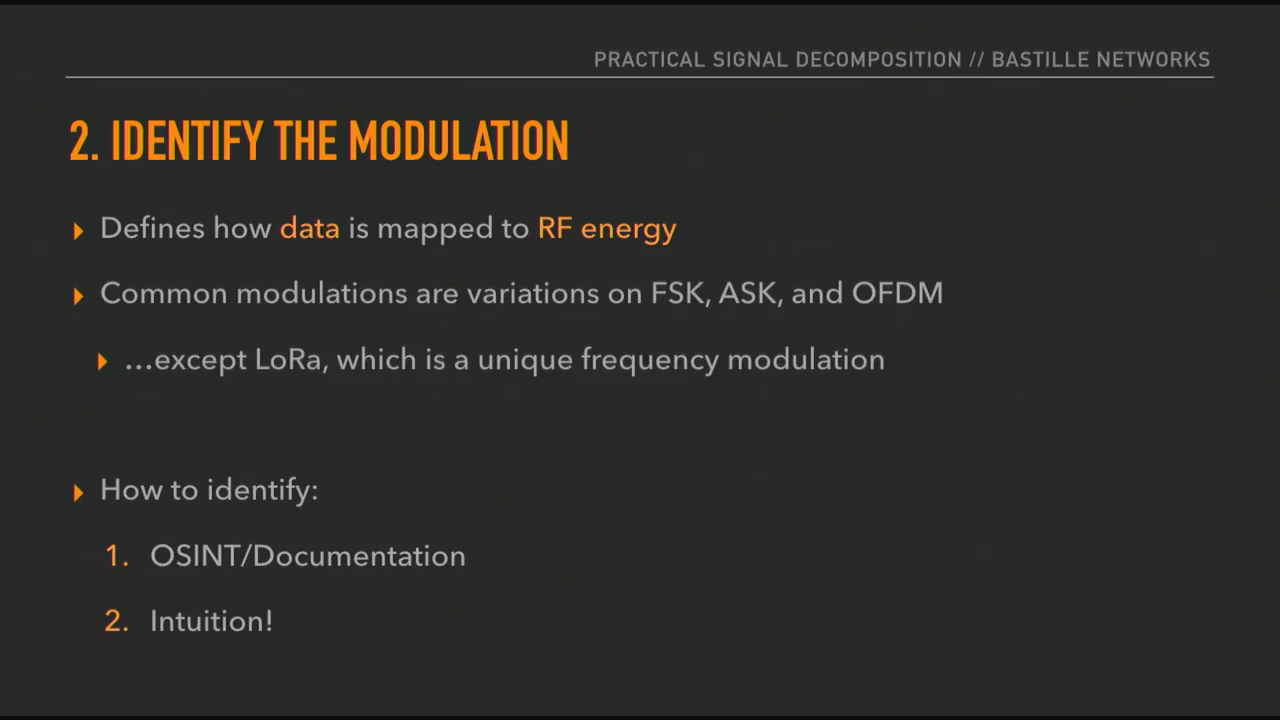 PRACTICAL SIGNAL DECOMPOSITION // BASTILLE NETWORKS
2. IDENTIFY THE MODULATION
Defines how data is mapped to RF energy
Common modulations are variations on FSK, ASK, and OFDM
…except LoRa, which is a unique frequency modulation
How to identify:
1. OSINT/Documentation
2. Intuition!